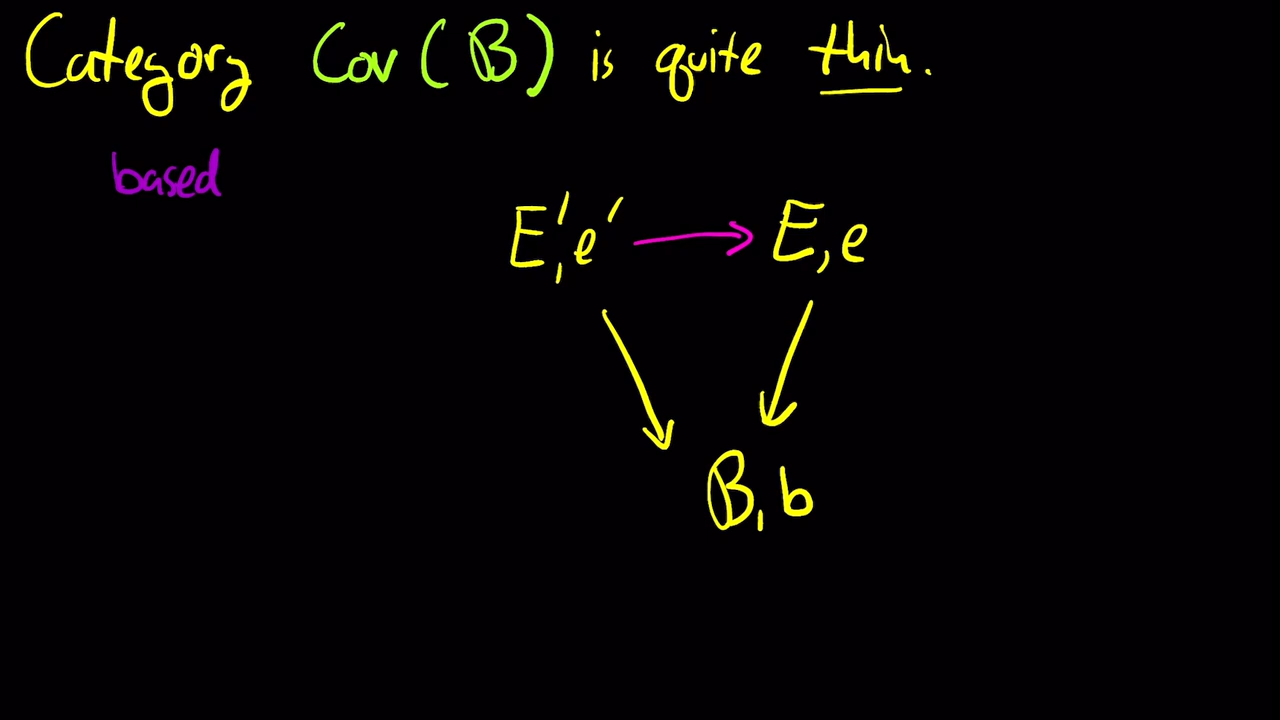 Category Cov(B) is quite thin.
based
E',e' → E,e
B,b